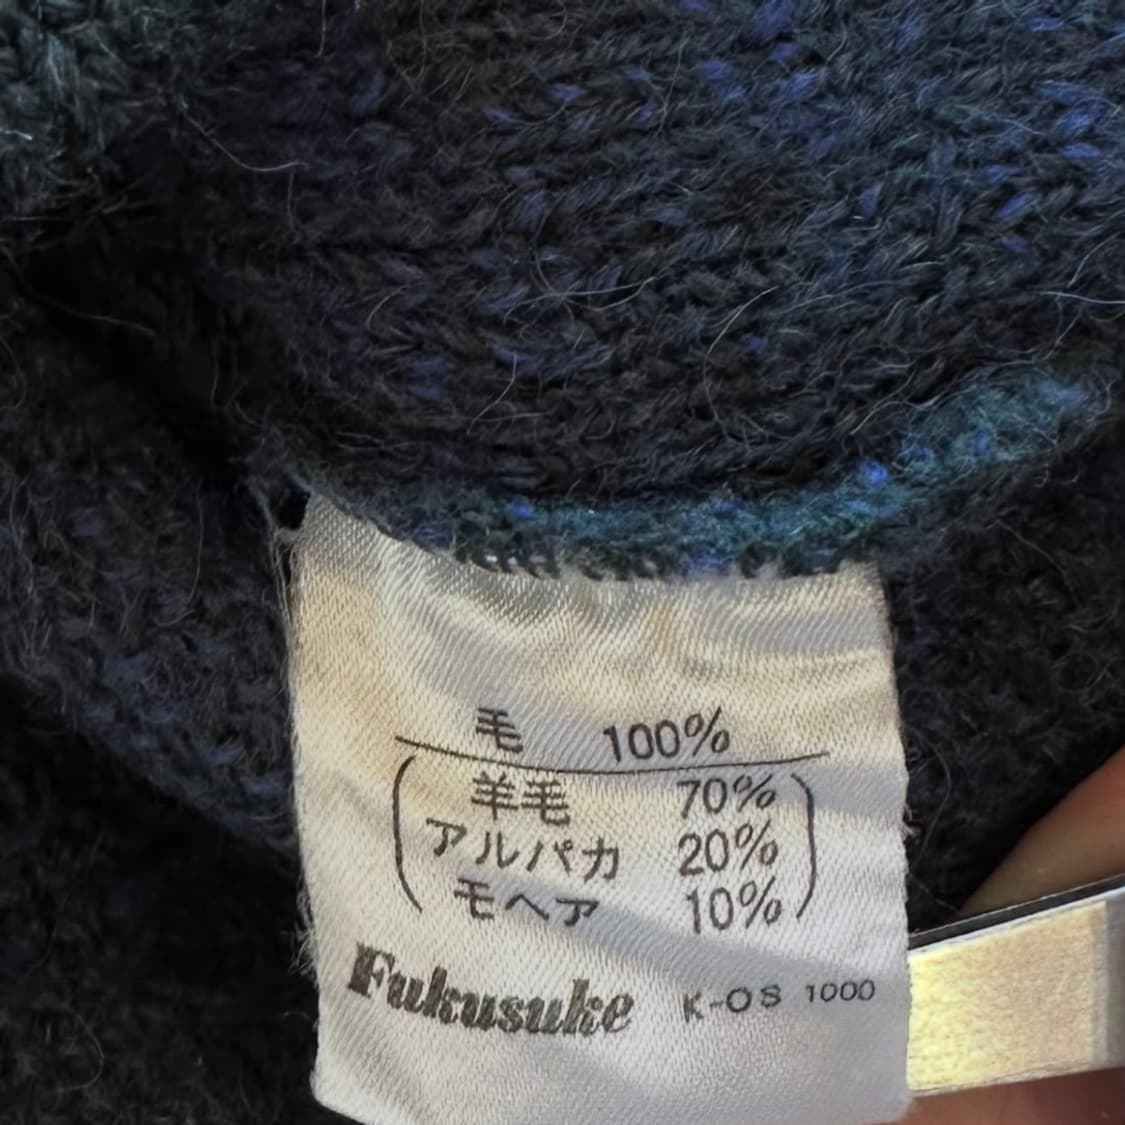 毛 100%
羊毛 70%
アルパカ 20%
モヘア 10%
Fukusuke K-OS 1000